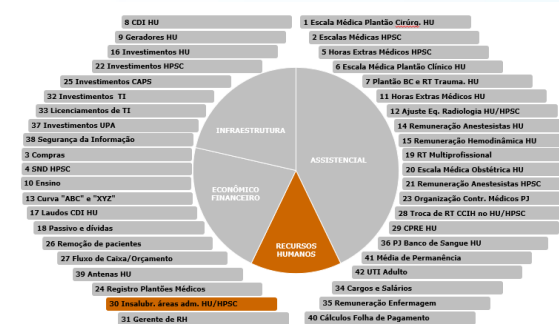 8 CDI HU
9 Geradores HU
16 Investimentos HU
22 Investimentos HPSC
25 Investimentos CAPS
32 Investimentos TI
33 Licenciamentos de TI
37 Investimentos UPA
38 Segurança da Informação
3 Compras
4 SND HPSC
10 Ensino
13 Curva "ABC" e "XYZ"
17 Laudos CDI HU
18 Passivo e dívidas
26 Remoção de pacientes
27 Fluxo de Caixa/Orçamento
39 Antenas HU
24 Registro Plantões Médicos
30 Insalubr. áreas adm. HU/HPSC
31 Gerente de RH
INFRAESTRUTURA
ASSISTENCIAL
ECONÔMICO
FINANCEIRO
RECURSOS
HUMANOS
1 Escala Médica Plantão Cirúrg. HU
2 Escalas Médicas HPSC
5 Horas Extras Médicos HPSC
6 Escala Médica Plantão Clínico HU
7 Plantão BC e RT Trauma. HU
11 Horas Extras Médicos HU
12 Ajuste Eq. Radiologia HU/HPSC
14 Remuneração Anestesistas HU
15 Remuneração Hemodinâmica HU
19 RT Multiprofissional
20 Escala Médica Obstétrica HU
21 Remuneração Anestesistas HPSC
23 Organização Contr. Médicos PJ
28 Troca de RT CCIH no HU/HPSC
29 CPRE HU
36 PJ Banco de Sangue HU
41 Média de Permanência
42 UTI Adulto
34 Cargos e Salários
35 Remuneração Enfermagem
40 Cálculos Folha de Pagamento